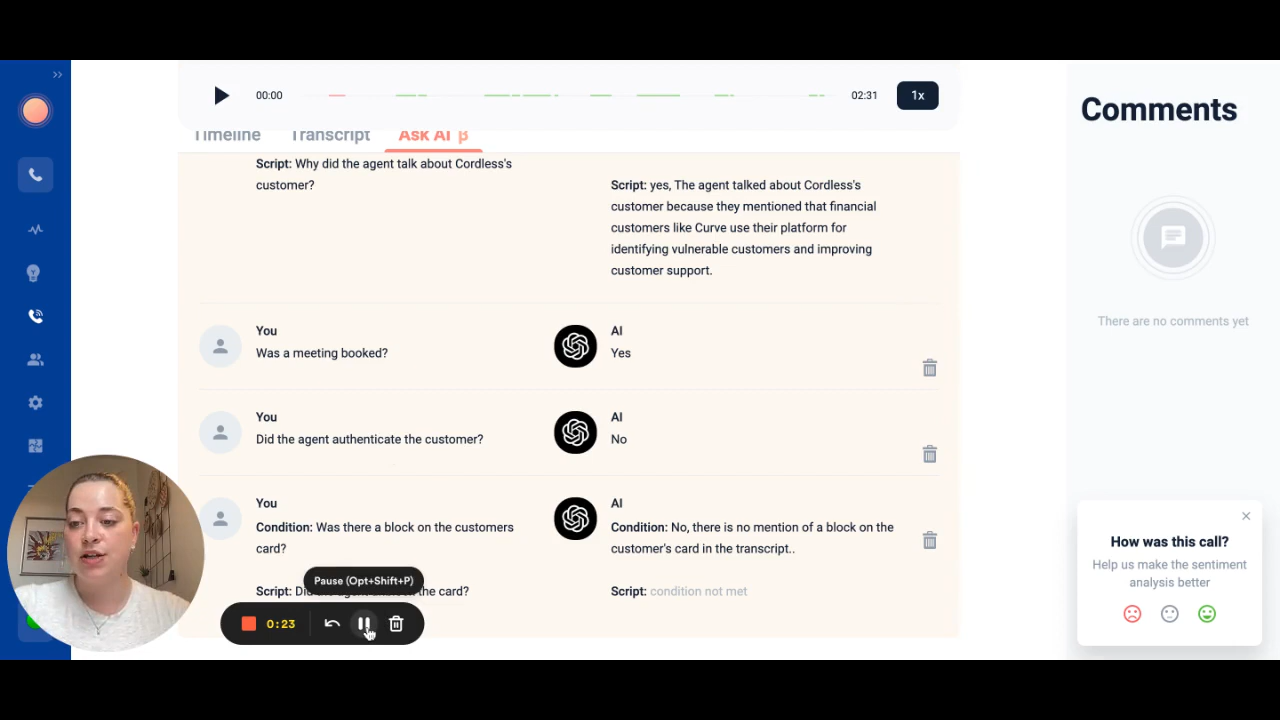 00:00
02:31
1x
Comments
Timeline
Transcript
Ask AI β
Script: Why did the agent talk about Cordless's
customer?
Script: yes, The agent talked about Cordless's
customer because they mentioned that financial
customers like Curve use their platform for
identifying vulnerable customers and improving
customer support.
There are no comments yet
You
Was a meeting booked?
AI
Yes
You
Did the agent authenticate the customer?
AI
No
You
Condition: Was there a block on the customers
card?
AI
Condition: No, there is no mention of a block on the
customer's card in the transcript..
Pause (Opt+Shift+P)
Script: the card?
Script: condition not met
0:23
How was this call?
Help us make the sentiment
analysis better